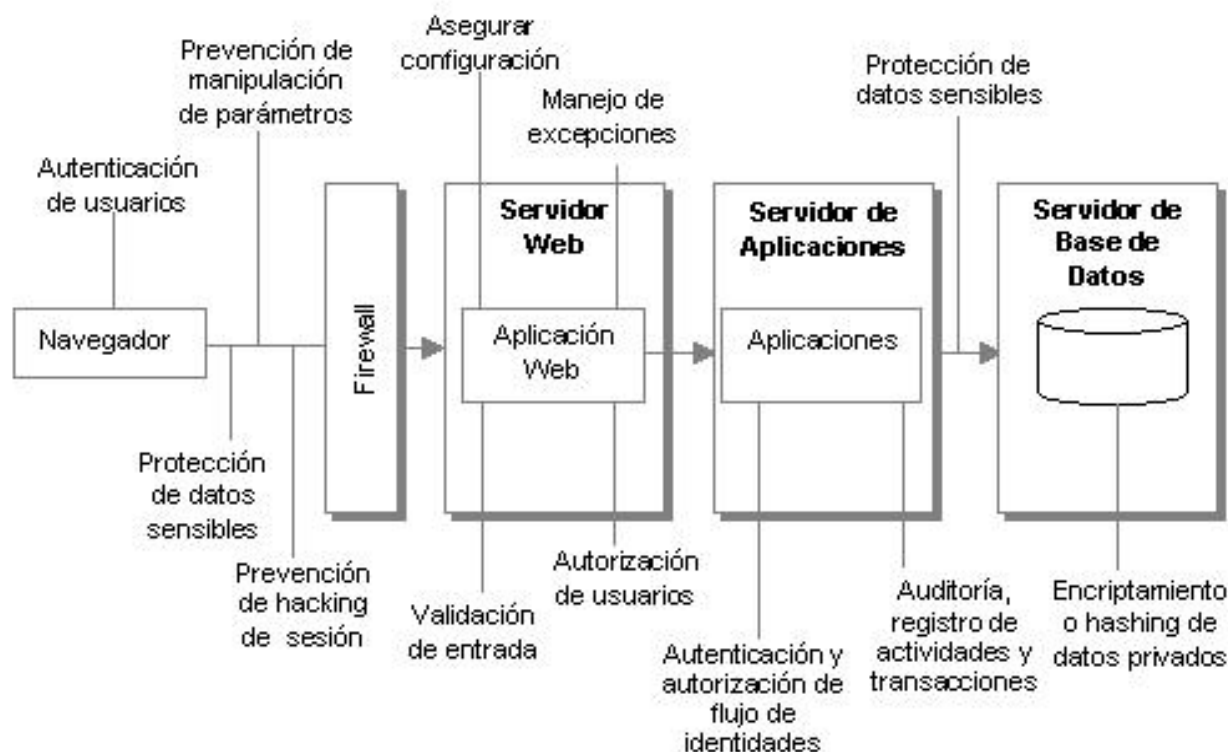 Asegurar
configuración
Prevención de
manipulación
de parámetros
Protección de
datos sensibles
Manejo de
excepciones
Autenticación
de usuarios
Servidor
Web
Servidor de
Aplicaciones
Servidor de
Base de
Datos
Navegador
Firewall
Aplicación
Web
Aplicaciones
Protección
de datos
sensibles
Prevención
de hacking
de sesión
Validación
de entrada
Autorización
de usuarios
Autenticación y
autorización de
flujo de
identidades
Auditoría,
registro de
actividades y
transacciones
Encriptamiento
o hashing de
datos privados